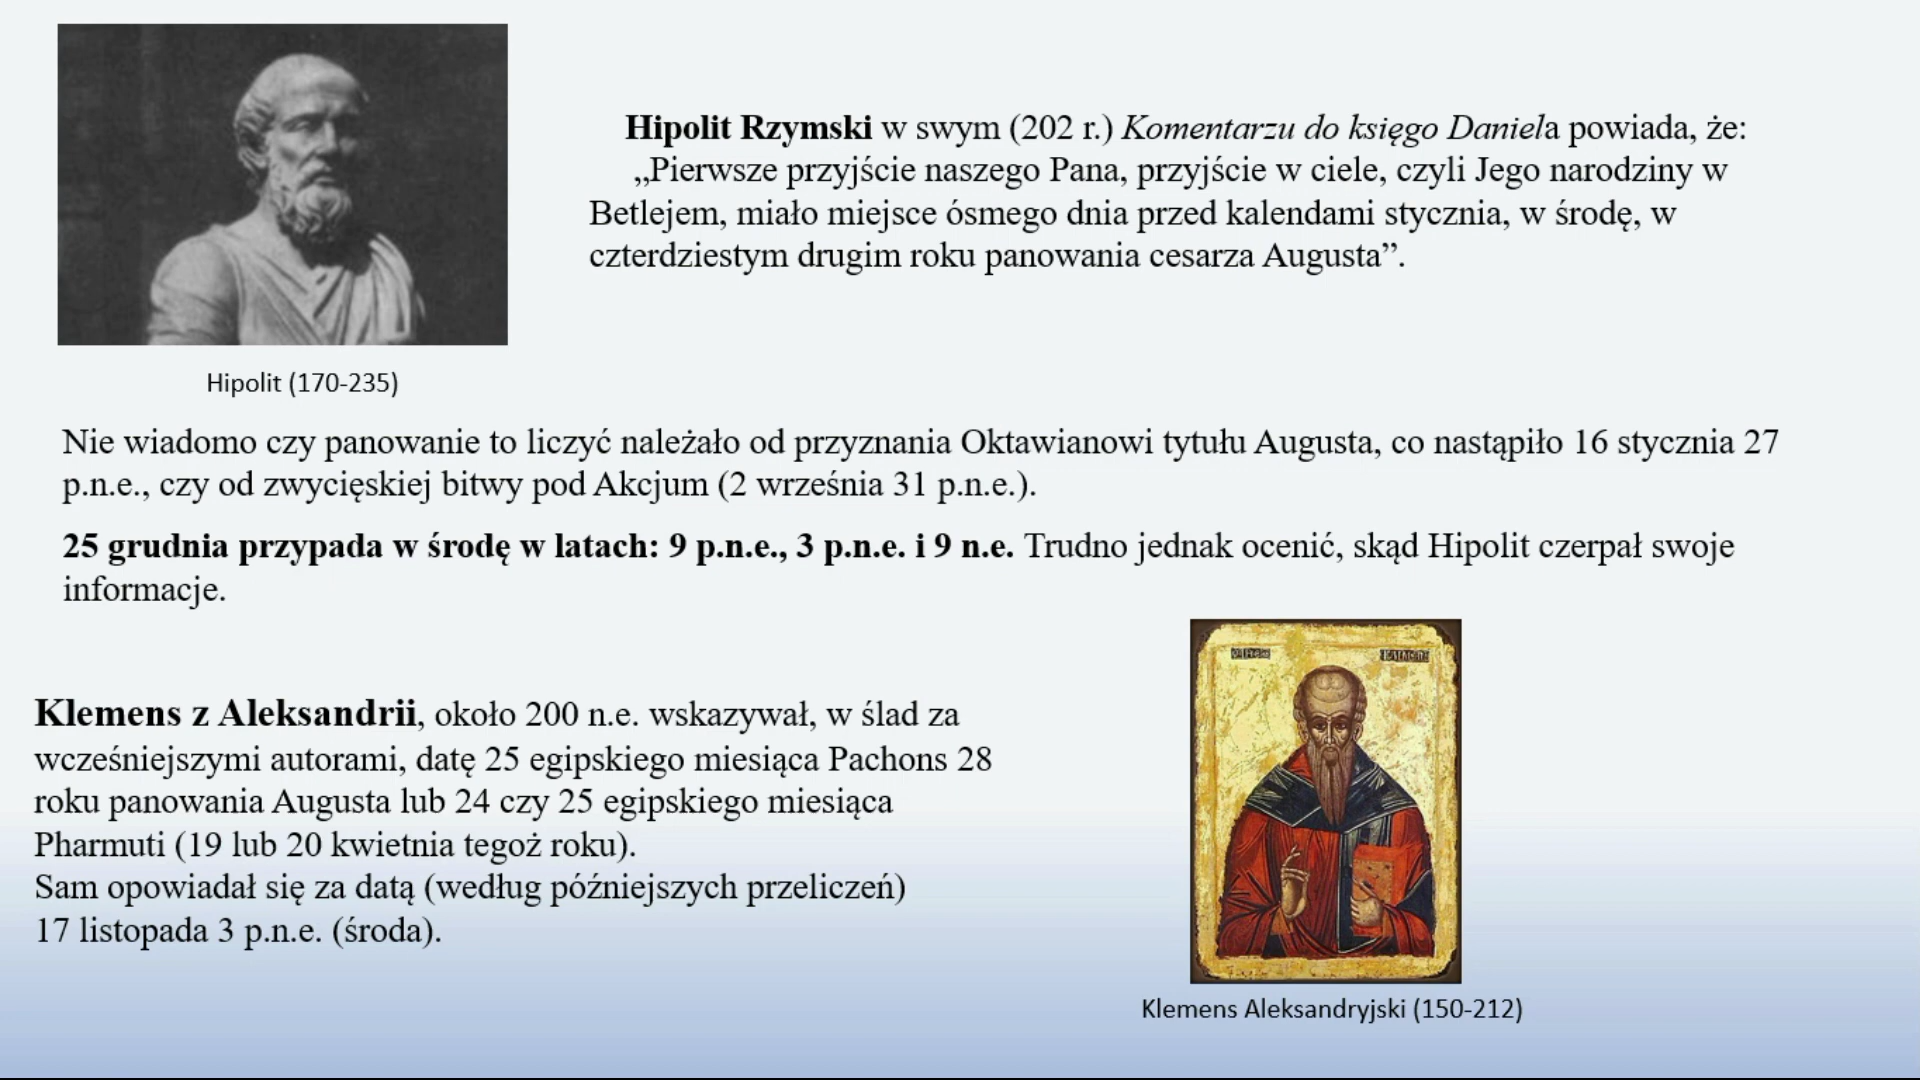 Hipolit Rzymski w swym (202 r.) Komentarzu do księgo Daniela powiada, że:
„Pierwsze przyjście naszego Pana, przyjście w ciele, czyli Jego narodziny w
Betlejem, miało miejsce ósmego dnia przed kalendami stycznia, w środę, w
czterdziestym drugim roku panowania cesarza Augusta”.
Hipolit (170-235)
Nie wiadomo czy panowanie to liczyć należało od przyznania Oktawianowi tytułu Augusta, co nastąpiło 16 stycznia 27
p.n.e., czy od zwycięskiej bitwy pod Akcjum (2 września 31 p.n.e.).
25 grudnia przypada w środę w latach: 9 p.n.e., 3 p.n.e. i 9 n.e. Trudno jednak ocenić, skąd Hipolit czerpał swoje
informacje.
Klemens z Aleksandrii, około 200 n.e. wskazywał, w ślad za
wcześniejszymi autorami, datę 25 egipskiego miesiąca Pachons 28
roku panowania Augusta lub 24 czy 25 egipskiego miesiąca
Pharmuti (19 lub 20 kwietnia tegoż roku).
Sam opowiadał się za datą (według późniejszych przeliczeń)
17 listopada 3 p.n.e. (środa).
Klemens Aleksandryjski (150-212)